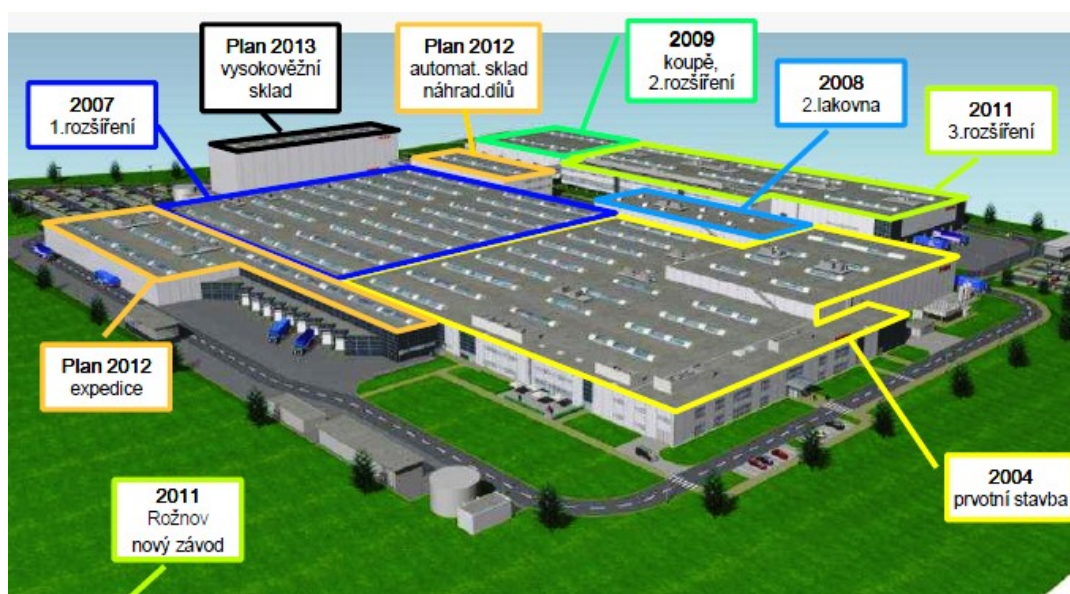 Plan 2013
vysokověžní
sklad
Plan 2012
automat. sklad
náhrad.dílů
2009
koupě,
2.rozšíření
2007
1.rozšíření
2008
2.lakovna
2011
3.rozšíření
Plan 2012
expedice
2004
prvotní stavba
2011
Rožnov
nový závod